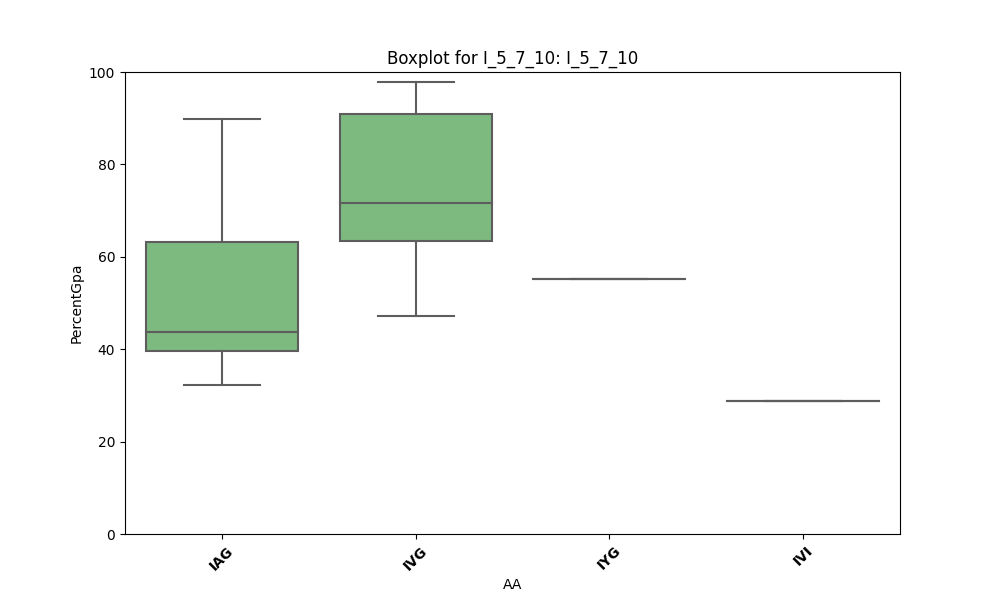 Boxplot for I_5_7_10: I_5_7_10
100
80
60
40
20
0
PercentGpa
IAG
IVG
IYG
IVI
AA